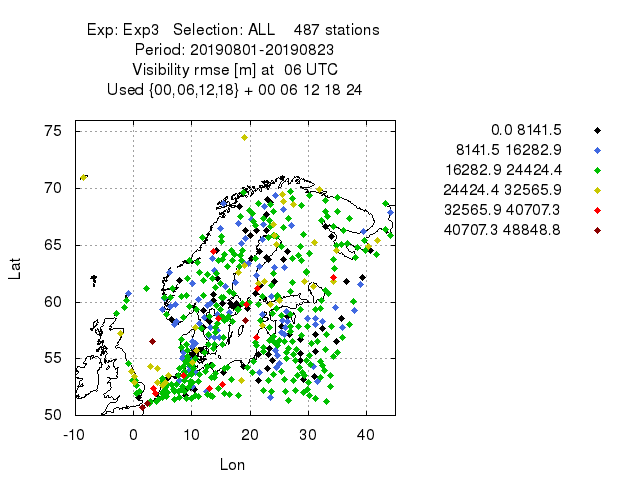 Exp: Exp3 Selection: ALL 487 stations
Period: 20190801-20190823
Visibility rmse [m] at 06 UTC
Used {00,06,12,18} + 00 06 12 18 24
75
70
65
60
55
50
Lat
-10 0 10 20 30 40
Lon
0.0 8141.5
8141.5 16282.9
16282.9 24424.4
24424.4 32565.9
32565.9 40707.3
40707.3 48848.8